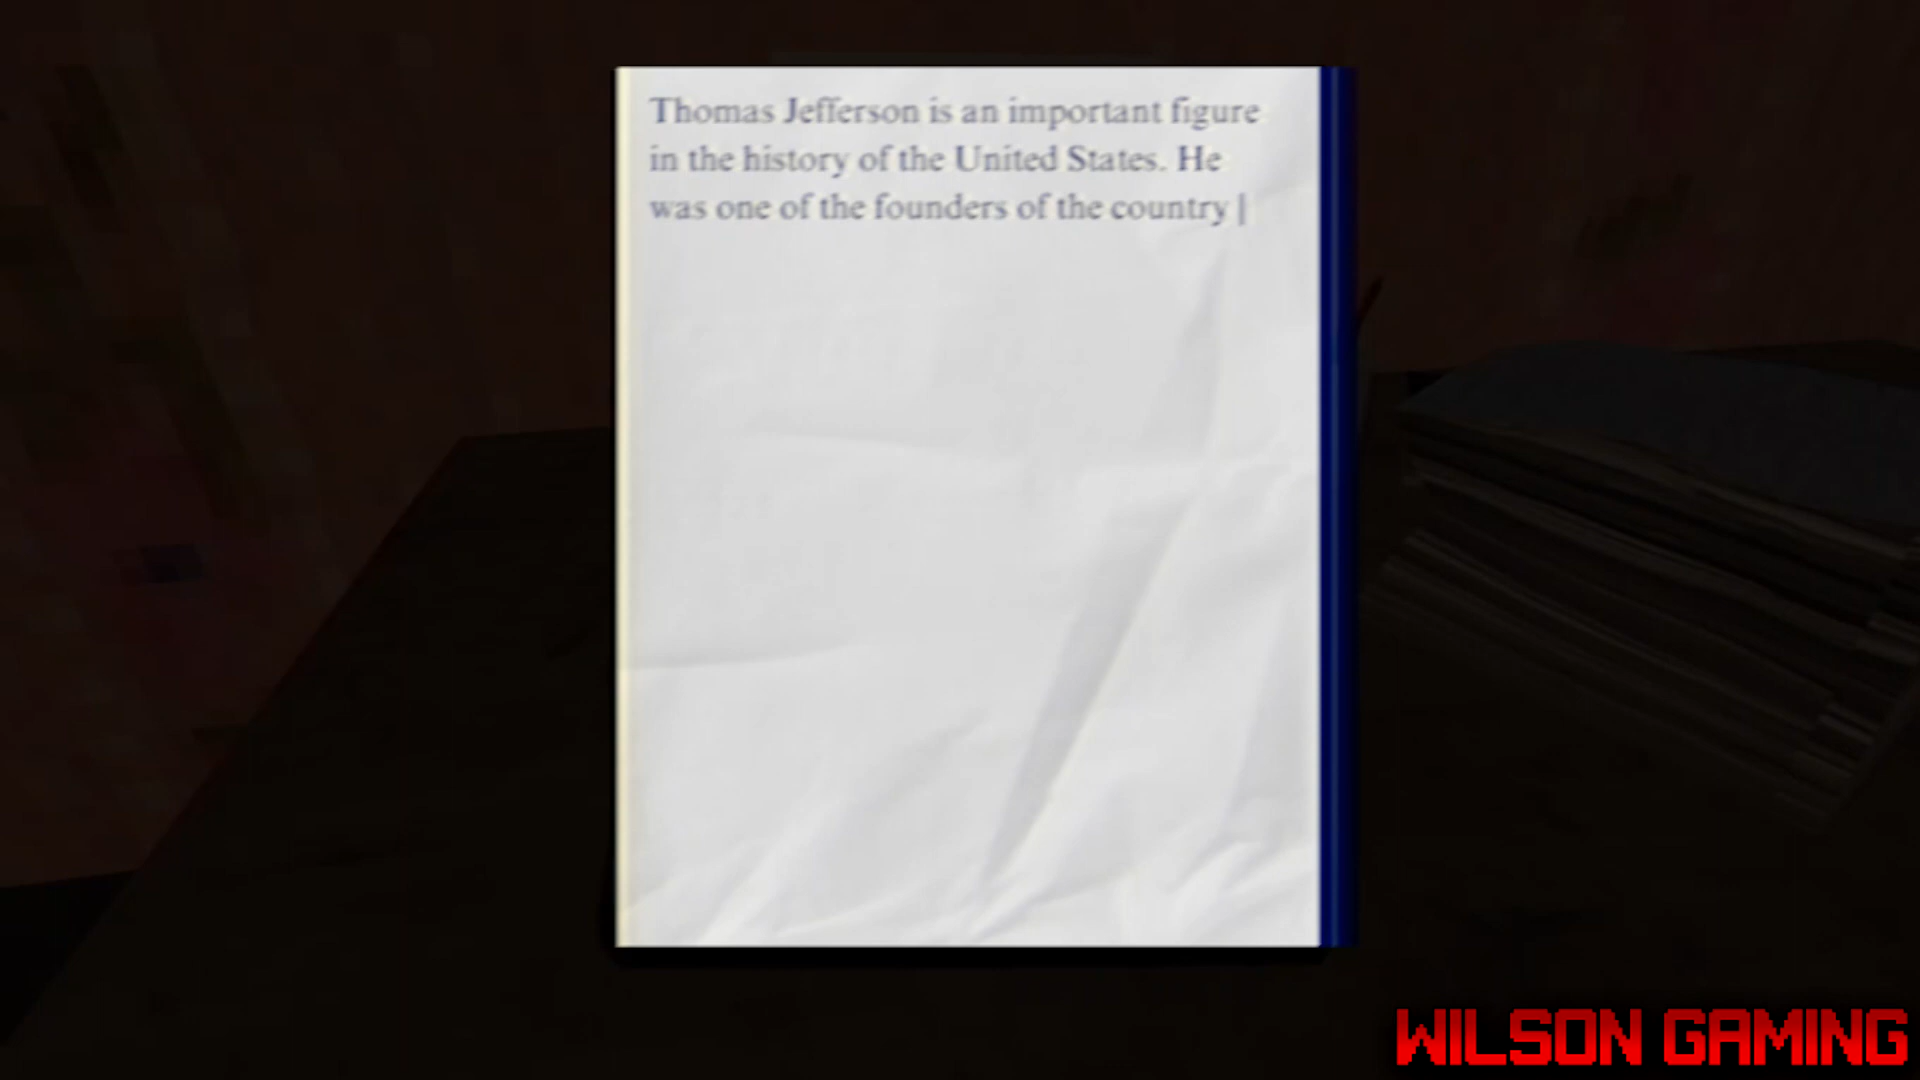 Thomas Jefferson is an important figure
in the history of the United States. He
was one of the founders of the country |
WILSON GAMING